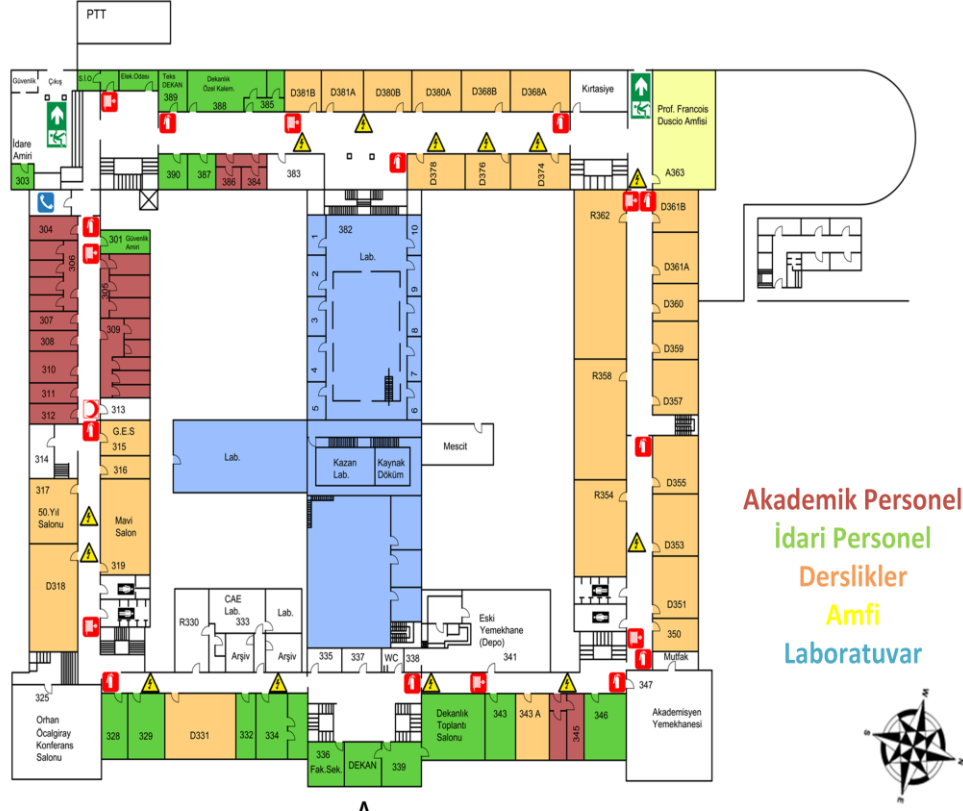 PTT
Güvenlik
Çıkış
S.İ.O
Elek.Odası
Teks
DEKAN
389
Dekanlık
Özel Kalem.
388
385
D381B
D381A
D380B
D380A
D368B
D368A
Kırtasiye
Prof. Francois
Duscio Amfisi
A363
İdare
Amiri
303
390
387
386
384
383
D378
D376
D374
304
306
301 Güvenlik
Amiri
305
307
308
309
310
311
312
313
G.E.S
315
314
316
317
50.Yıl
Salonu
Mavi
Salon
319
D318
1
382
10
Lab.
2
9
3
8
4
7
5
6
Lab.
Kazan
Lab.
Kaynak
Döküm
Mescit
R362
D361B
D361A
D360
D359
R358
D357
D355
R354
D353
D351
350
Mutfak
Akademik Personel
İdari Personel
Derslikler
Amfi
Laboratuvar
R330
CAE
Lab.
333
Lab.
Arşiv
Arşiv
335
337
WC
338
Eski
Yemekhane
(Depo)
341
325
Orhan
Öcalgiray
Konferans
Salonu
328
329
D331
332
334
336
Fak.Sek.
DEKAN
339
Dekanlık
Toplantı
Salonu
343
343 A
345
346
347
Akademisyen
Yemekhanesi
W
S
N
E
A